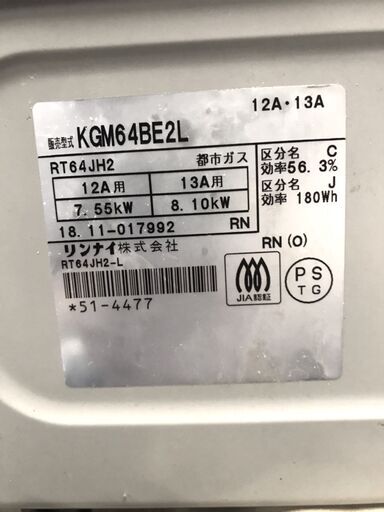 12A・13A
販売型式 KGM64BE2L
RT64JH2 都市ガス
12A用 13A用
7.55kW 8.10kW
18.11-017992 RN
区分名 C
効率56.3%
区分名 J
効率 180Wh
リンナイ株式会社
RT64JH2-L
RN(O)
*51-4477
JIA認証
PS
TG